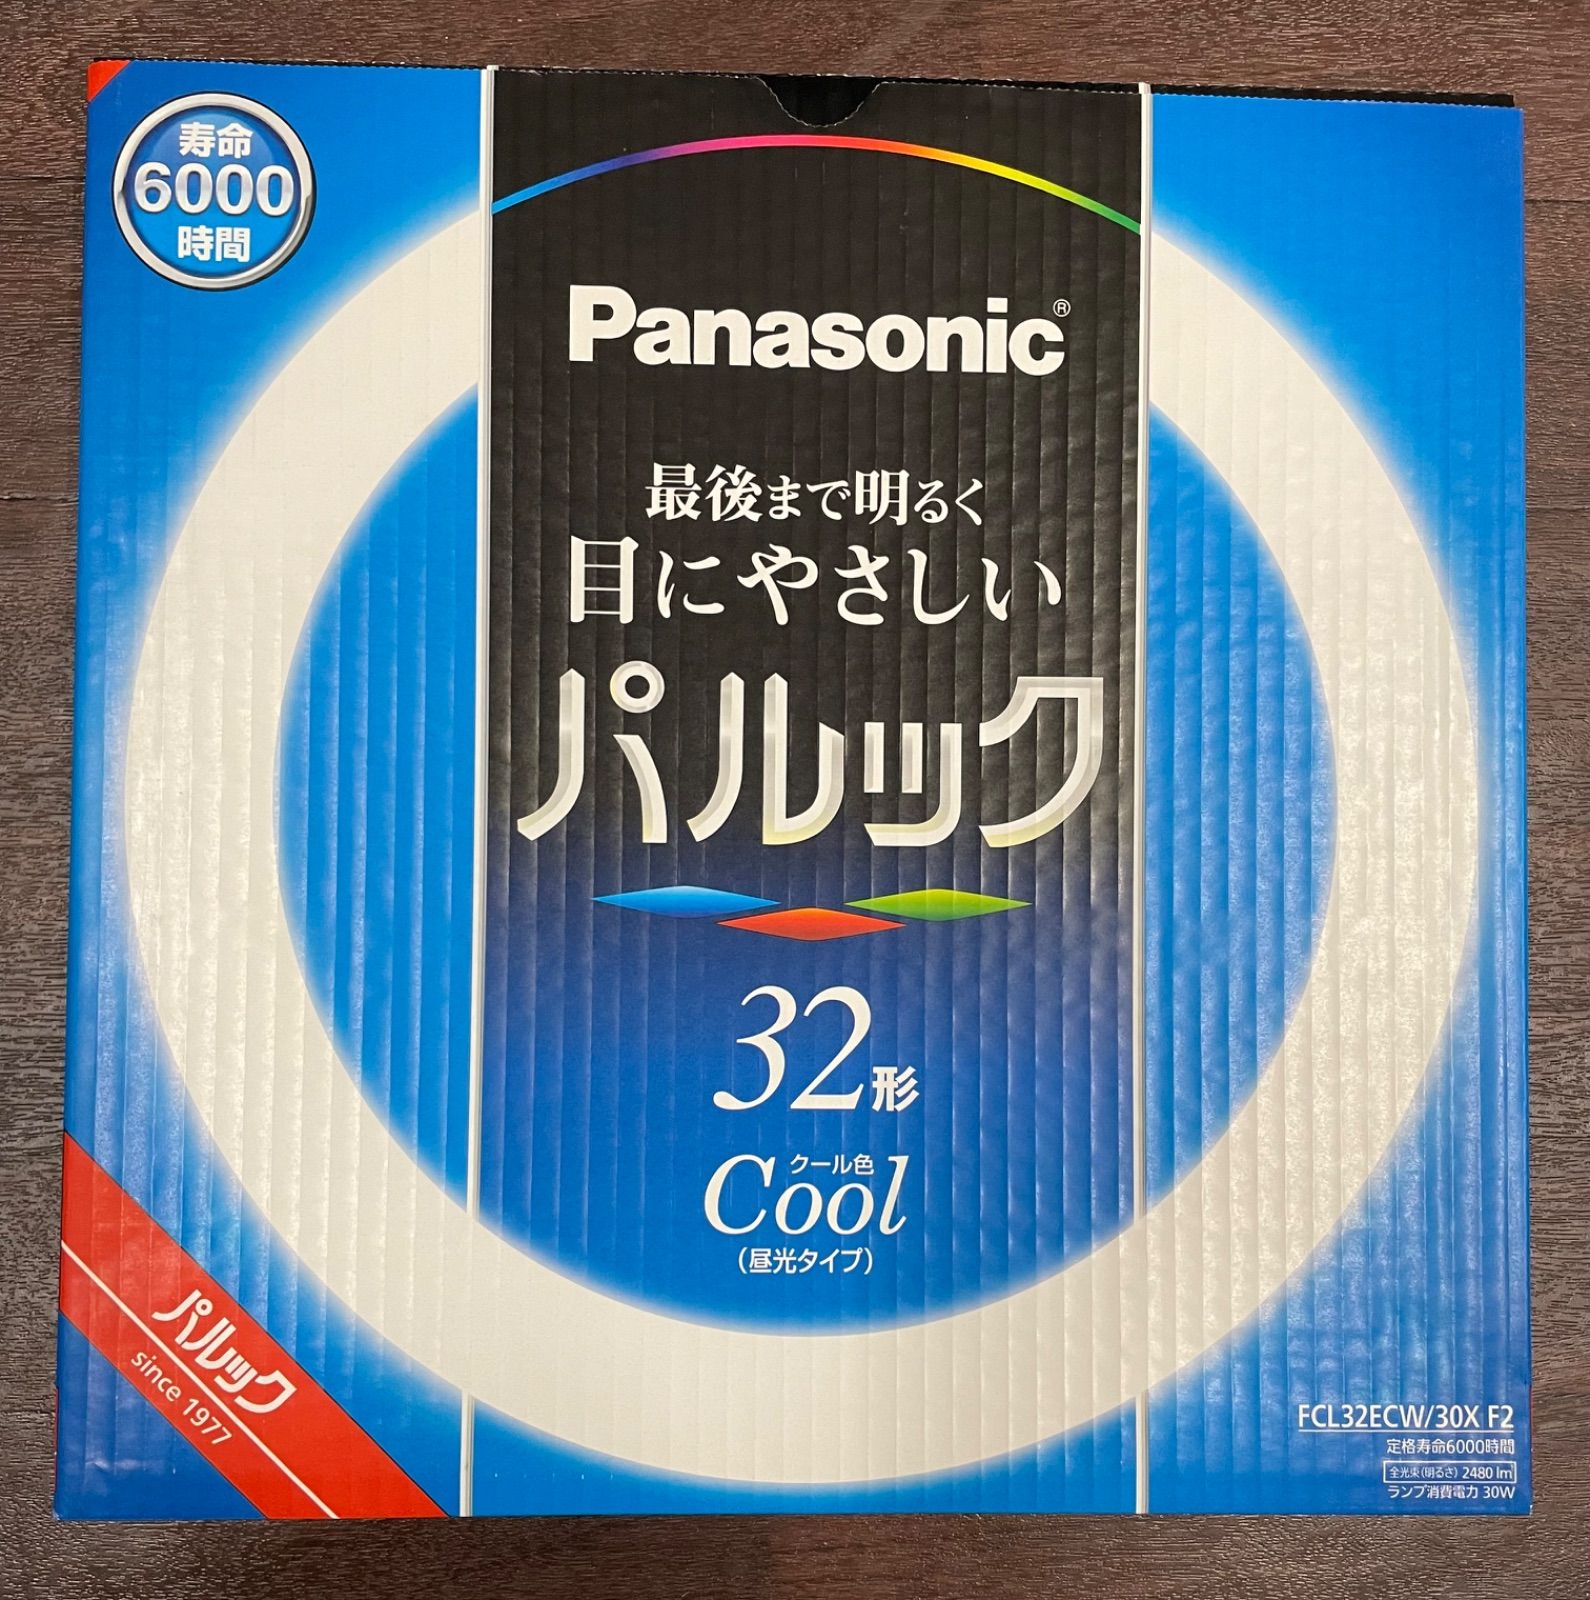 寿命
6000
時間
Panasonic®
最後まで明るく
目にやさしい
パルック
32形
クール色
Cool
(昼光タイプ)
パルック
since 1977
FCL32ECW/30X F2
定格寿命6000時間
全光束(明るさ) 2480 lm
ランプ消費電力 30W